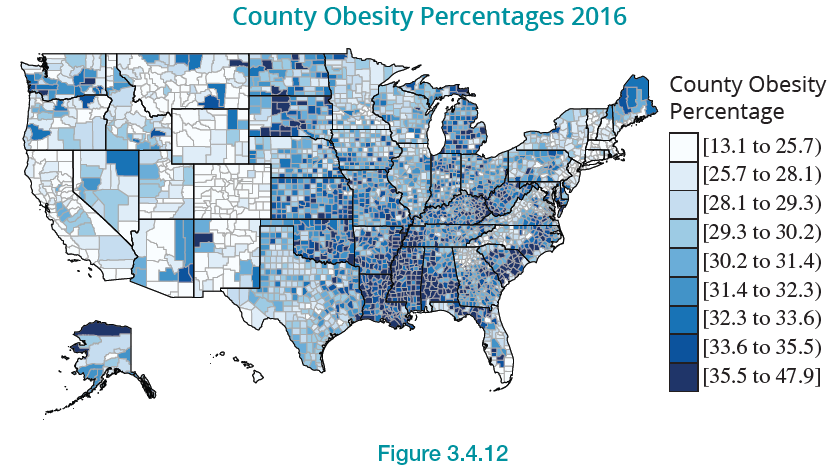 County Obesity Percentages 2016
County Obesity
Percentage
[13.1 to 25.7)
[25.7 to 28.1)
[28.1 to 29.3)
[29.3 to 30.2)
[30.2 to 31.4)
[31.4 to 32.3)
[32.3 to 33.6)
[33.6 to 35.5)
[35.5 to 47.9]
Figure 3.4.12